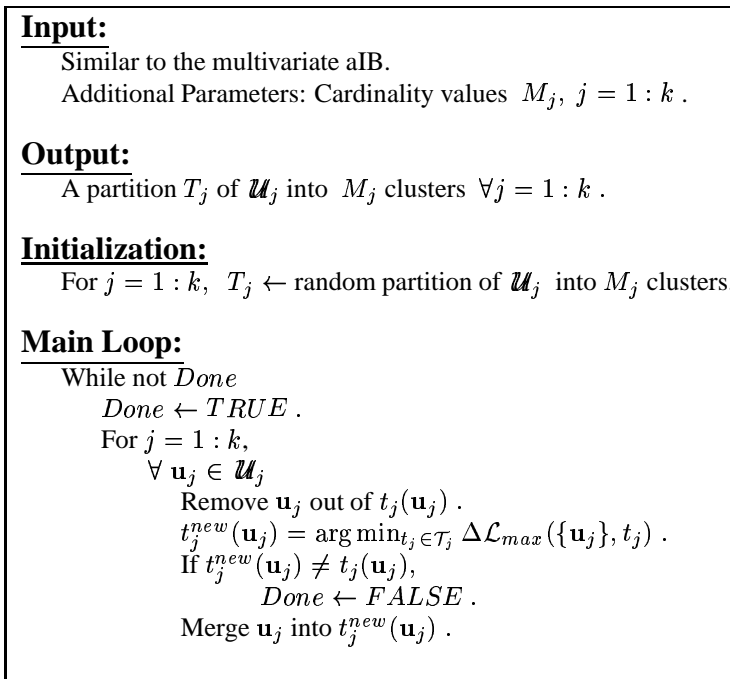 Input:
Similar to the multivariate aIB.
Additional Parameters: Cardinality values M_j, j = 1 : k .
Output:
A partition T_j of 𝓤_j into M_j clusters ∀j = 1 : k .
Initialization:
For j = 1 : k, T_j ← random partition of 𝓤_j into M_j clusters.
Main Loop:
While not Done
Done ← TRUE .
For j = 1 : k,
∀ u_j ∈ 𝓤_j
Remove u_j out of t_j(u_j) .
t_j^{new}(u_j) = arg min_{t_j∈𝒯_j} Δℒ_{max}({u_j}, t_j) .
If t_j^{new}(u_j) ≠ t_j(u_j),
Done ← FALSE .
Merge u_j into t_j^{new}(u_j) .